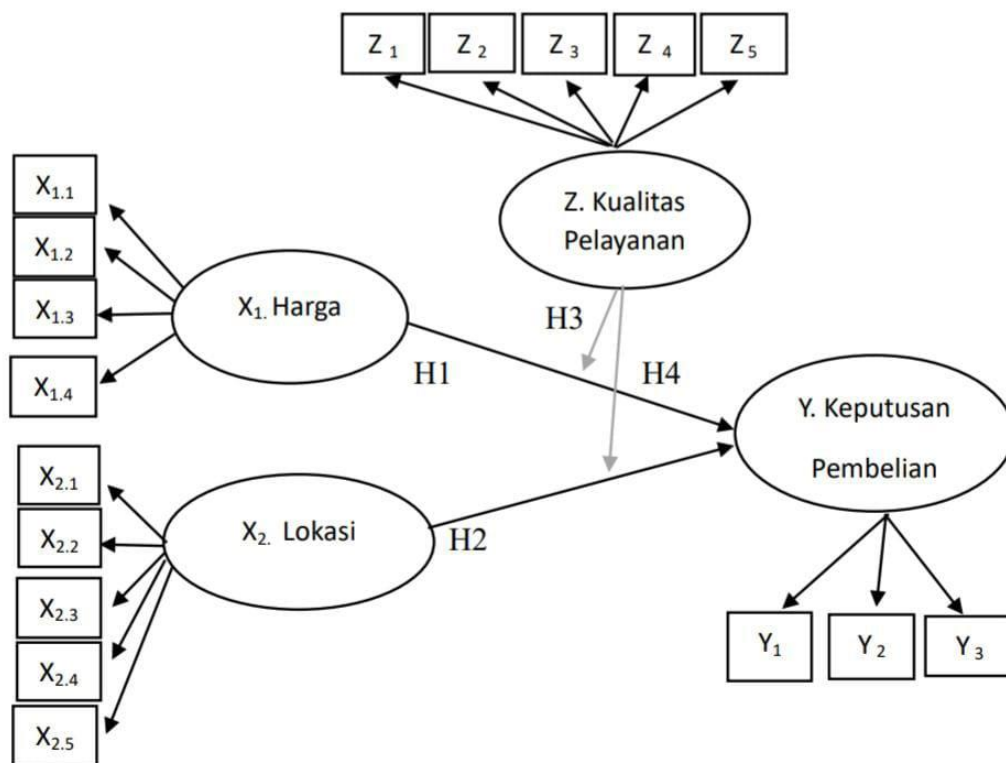 Z 1
Z 2
Z 3
Z 4
Z 5
Z. Kualitas
Pelayanan
X1.1
X1.2
X1.3
X1.4
X1. Harga
H1
H3
H4
Y. Keputusan
Pembelian
X2.1
X2.2
X2.3
X2.4
X2.5
X2. Lokasi
H2
Y1
Y 2
Y 3